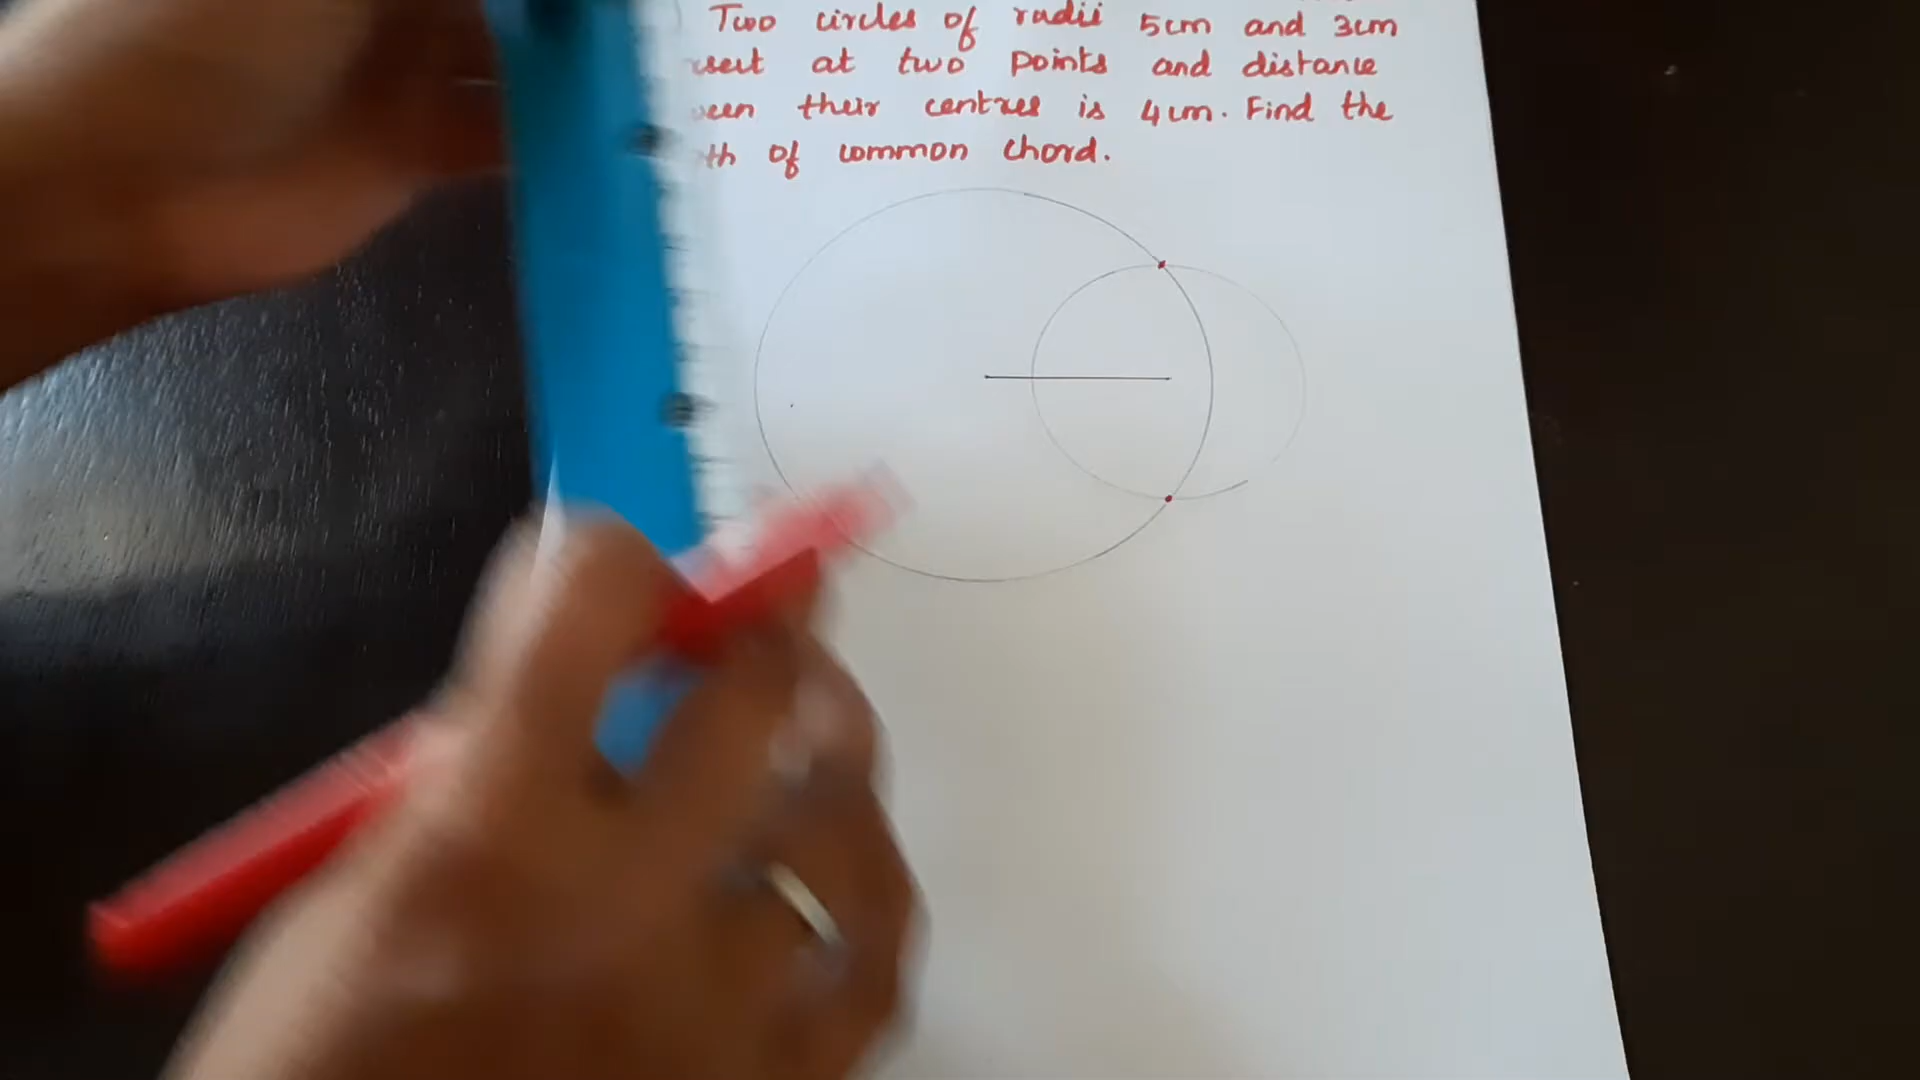 Two circles of radii 5cm and 3cm
at two points and distance
their centres is 4cm. Find the
of common chord.